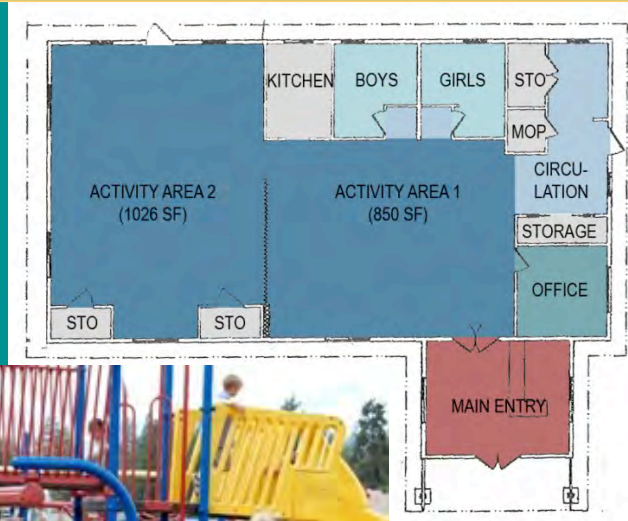 KITCHEN
BOYS
GIRLS
STO
MOP
ACTIVITY AREA 2
(1026 SF)
ACTIVITY AREA 1
(850 SF)
CIRCU-
LATION
STORAGE
OFFICE
STO
STO
MAIN ENTRY